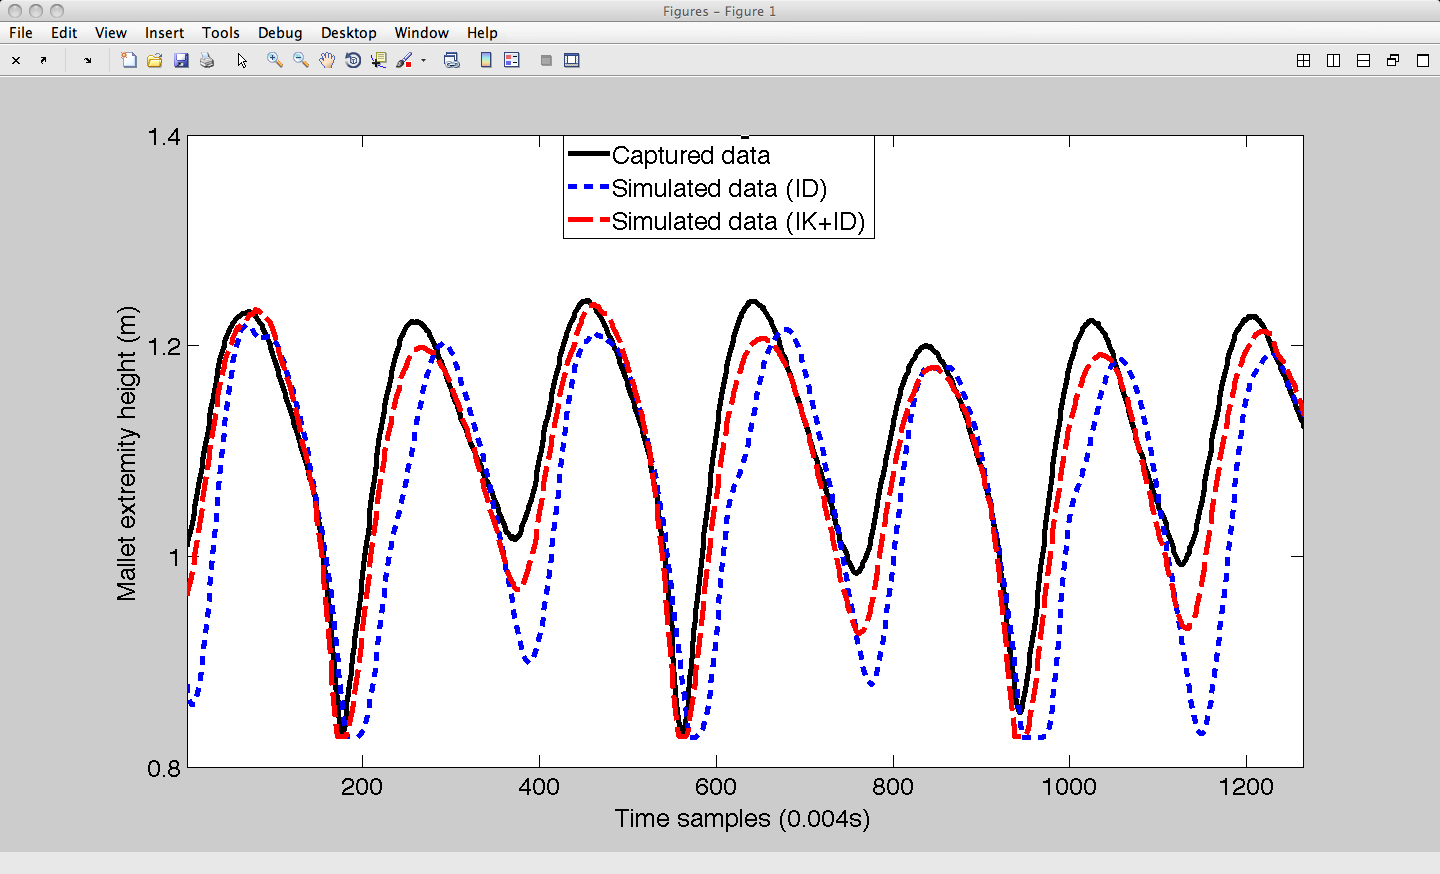 Figures - Figure 1
File Edit View Insert Tools Debug Desktop Window Help
1.4
1.2
1
0.8
Mallet extremity height (m)
Captured data
Simulated data (ID)
Simulated data (IK+ID)
200 400 600 800 1000 1200
Time samples (0.004s)